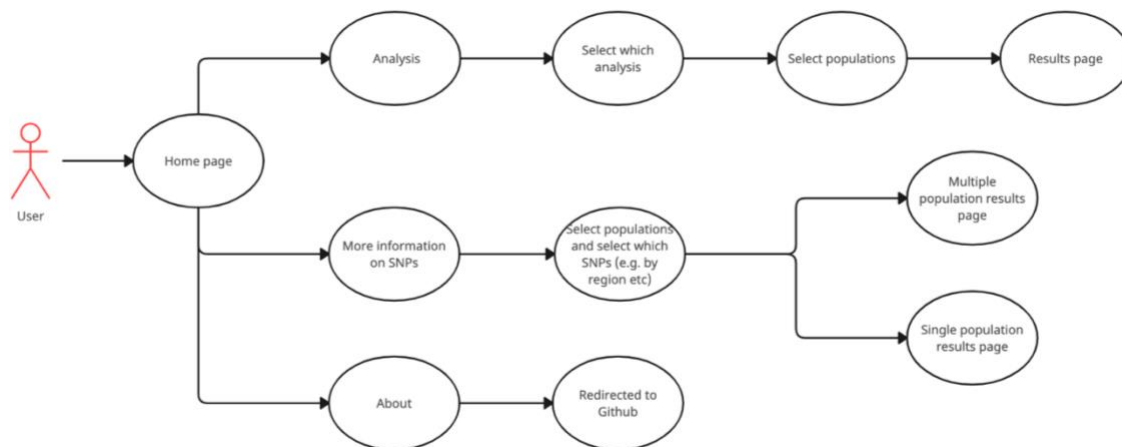 Analysis
Select which
analysis
Select populations
Results page
Home page
User
Multiple
population results
page
More information
on SNPs
Select populations
and select which
SNPs (e.g. by
region etc)
Single population
results page
About
Redirected to
Github